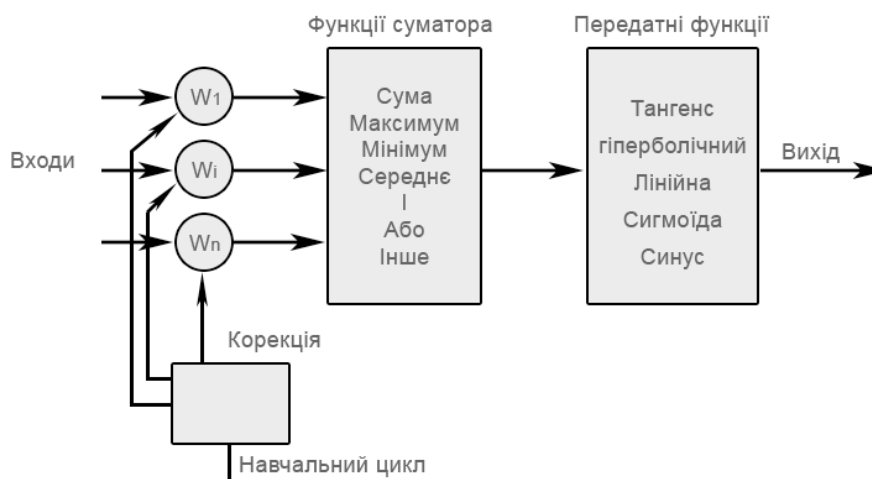 Функції суматора
Передатні функції
W1
Сума
Максимум
Мінімум
Середнє
І
Або
Інше
Тангенс
гіперболічний
Лінійна
Сигмоїда
Синус
Входи
Wi
Вихід
Wn
Корекція
Навчальний цикл